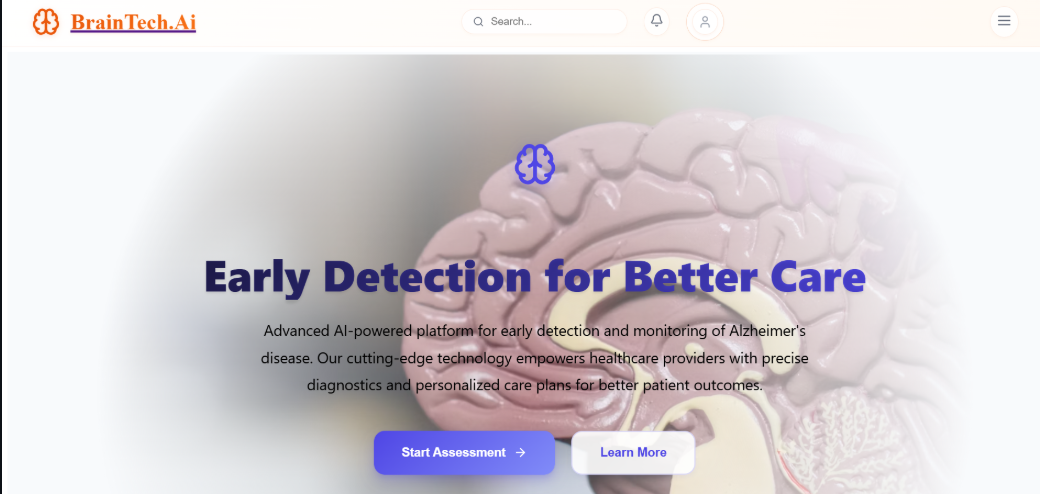 BrainTech.Ai
Search...
Early Detection for Better Care
Advanced AI-powered platform for early detection and monitoring of Alzheimer's
disease. Our cutting-edge technology empowers healthcare providers with precise
diagnostics and personalized care plans for better patient outcomes.
Start Assessment →
Learn More